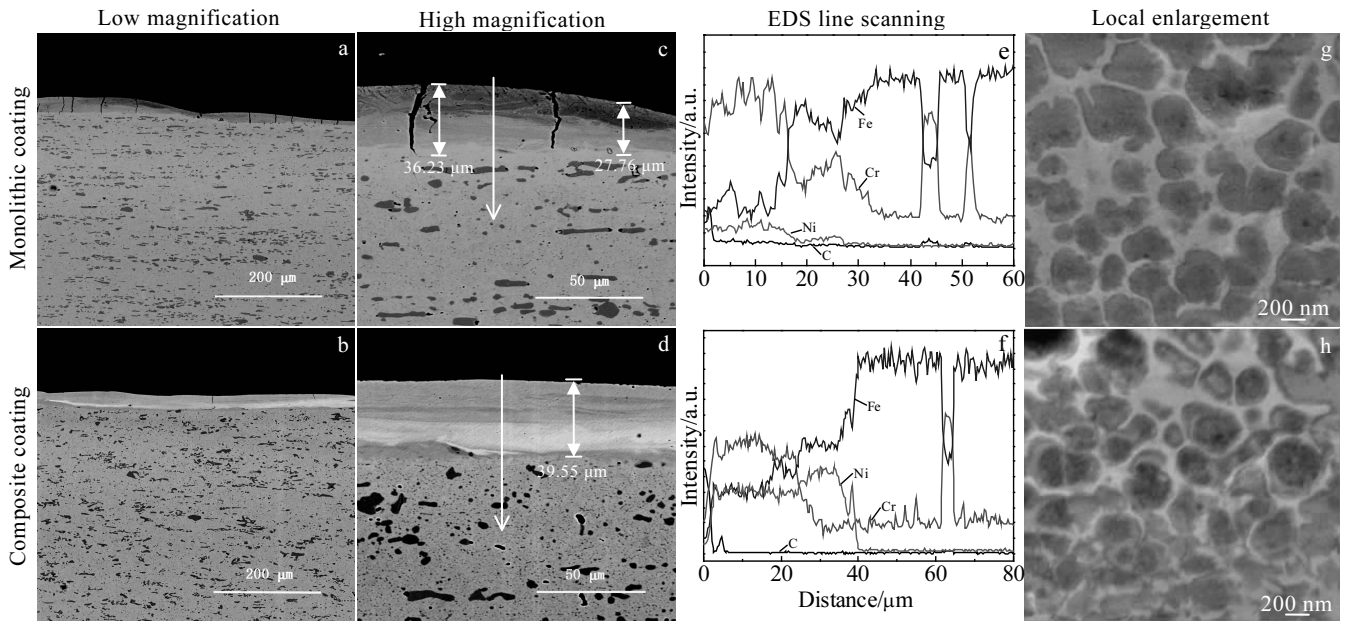 Low magnification
High magnification
EDS line scanning
Local enlargement
Monolithic coating
a
200 μm
c
36.23 μm
27.76 μm
50 μm
e
Intensity/a.u.
Fe
Cr
Ni
C
0 10 20 30 40 50 60
g
200 nm
Composite coating
b
200 μm
d
39.55 μm
50 μm
f
Intensity/a.u.
Fe
Ni
Cr
C
0 20 40 60 80
Distance/μm
h
200 nm